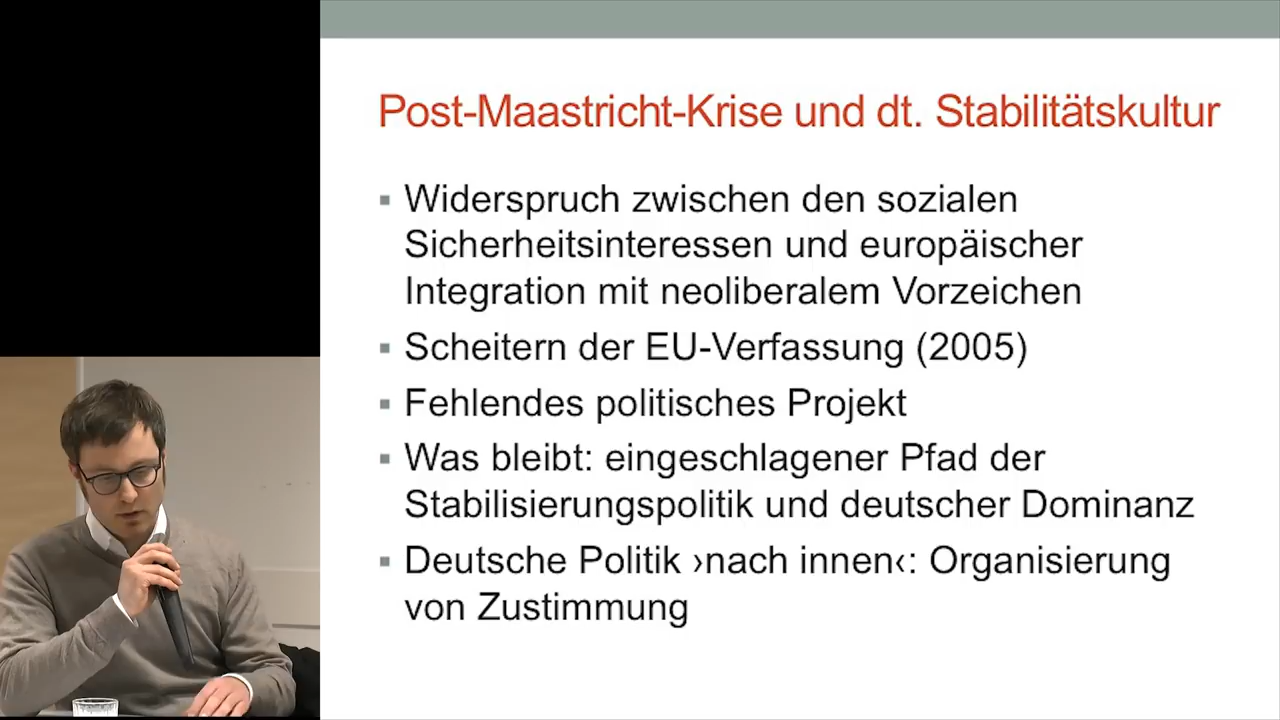 Post-Maastricht-Krise und dt. Stabilitätskultur
Widerspruch zwischen den sozialen
Sicherheitsinteressen und europäischer
Integration mit neoliberalem Vorzeichen
Scheitern der EU-Verfassung (2005)
Fehlendes politisches Projekt
Was bleibt: eingeschlagener Pfad der
Stabilisierungspolitik und deutscher Dominanz
Deutsche Politik ›nach innen‹: Organisierung
von Zustimmung